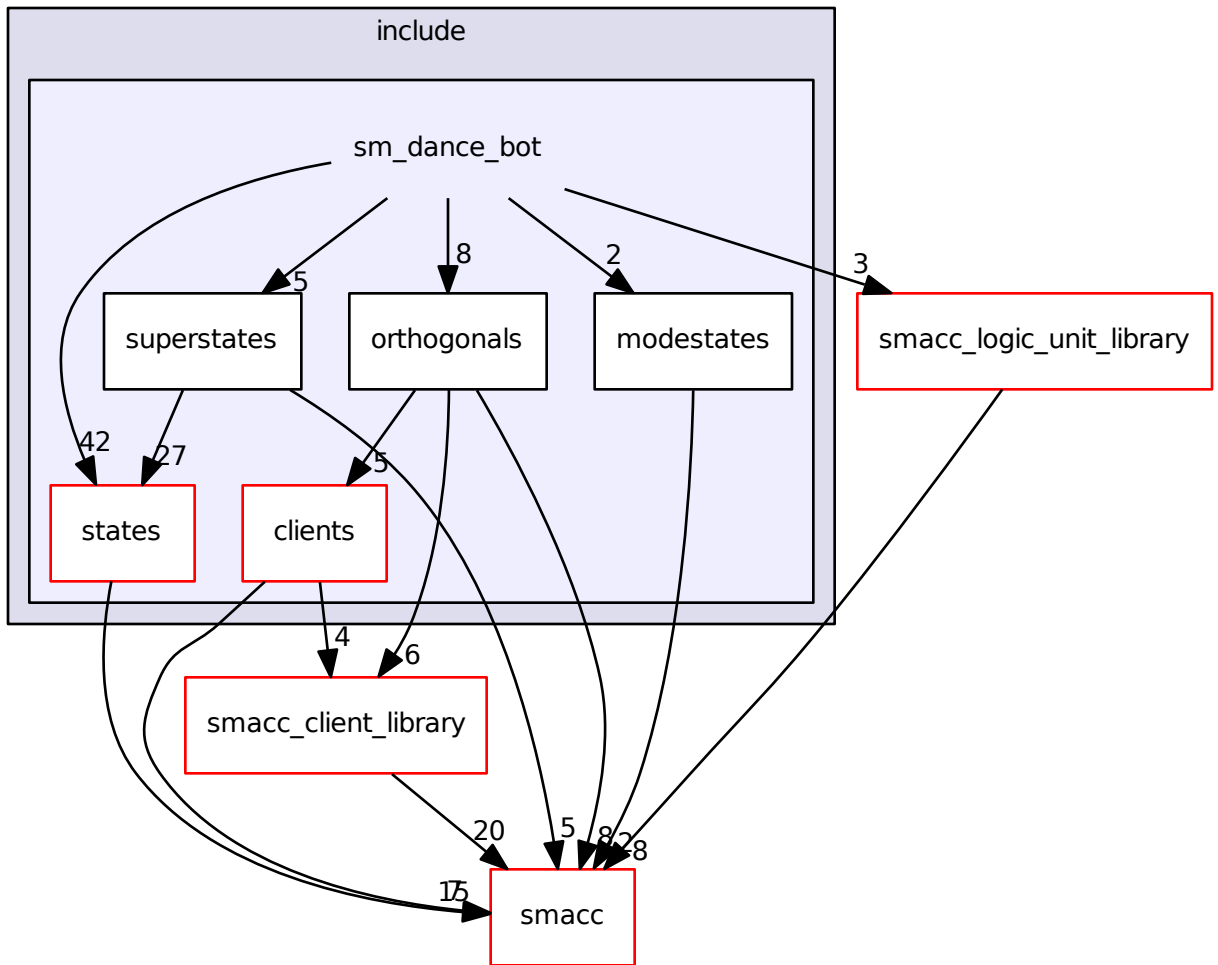 include
sm_dance_bot
8
2
3
5
superstates
orthogonals
modestates
smacc_logic_unit_library
42
27
5
states
clients
4
6
smacc_client_library
20
5
8
2
8
smacc